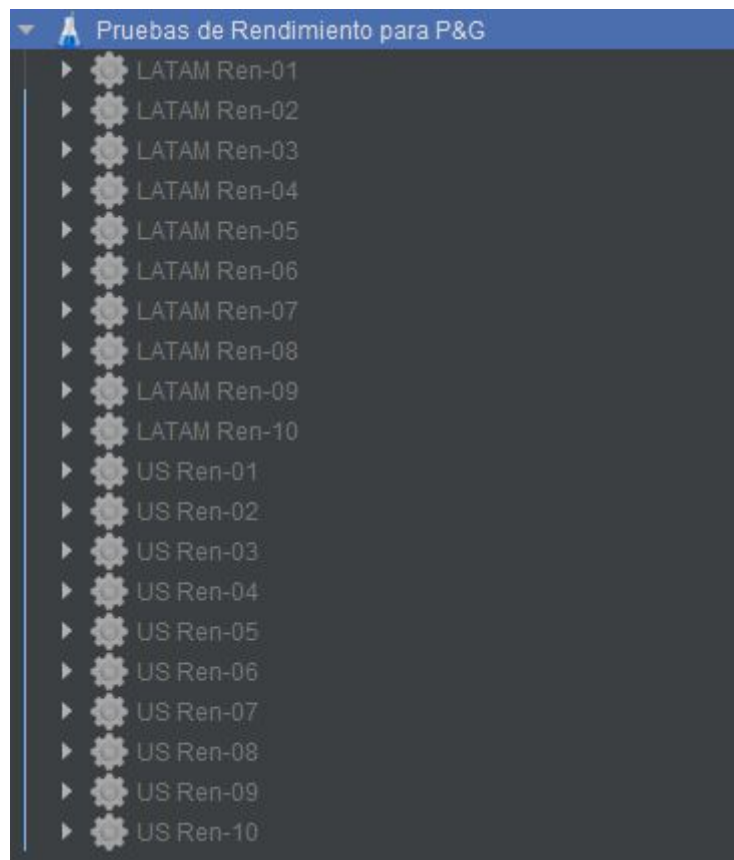 Pruebas de Rendimiento para P&G
LATAM Ren-01
LATAM Ren-02
LATAM Ren-03
LATAM Ren-04
LATAM Ren-05
LATAM Ren-06
LATAM Ren-07
LATAM Ren-08
LATAM Ren-09
LATAM Ren-10
US Ren-01
US Ren-02
US Ren-03
US Ren-04
US Ren-05
US Ren-06
US Ren-07
US Ren-08
US Ren-09
US Ren-10